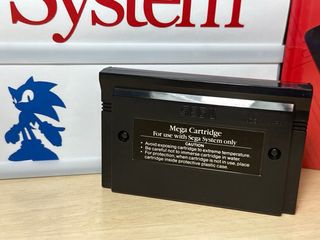 System
SEGA
Mega Cartridge
For use with Sega System only
CAUTION
• Avoid exposing cartridge to extreme temperature.
• Be careful not to immerse cartridge in water.
• For protection, when cartridge is not in use, place
cartridge inside protective plastic case.